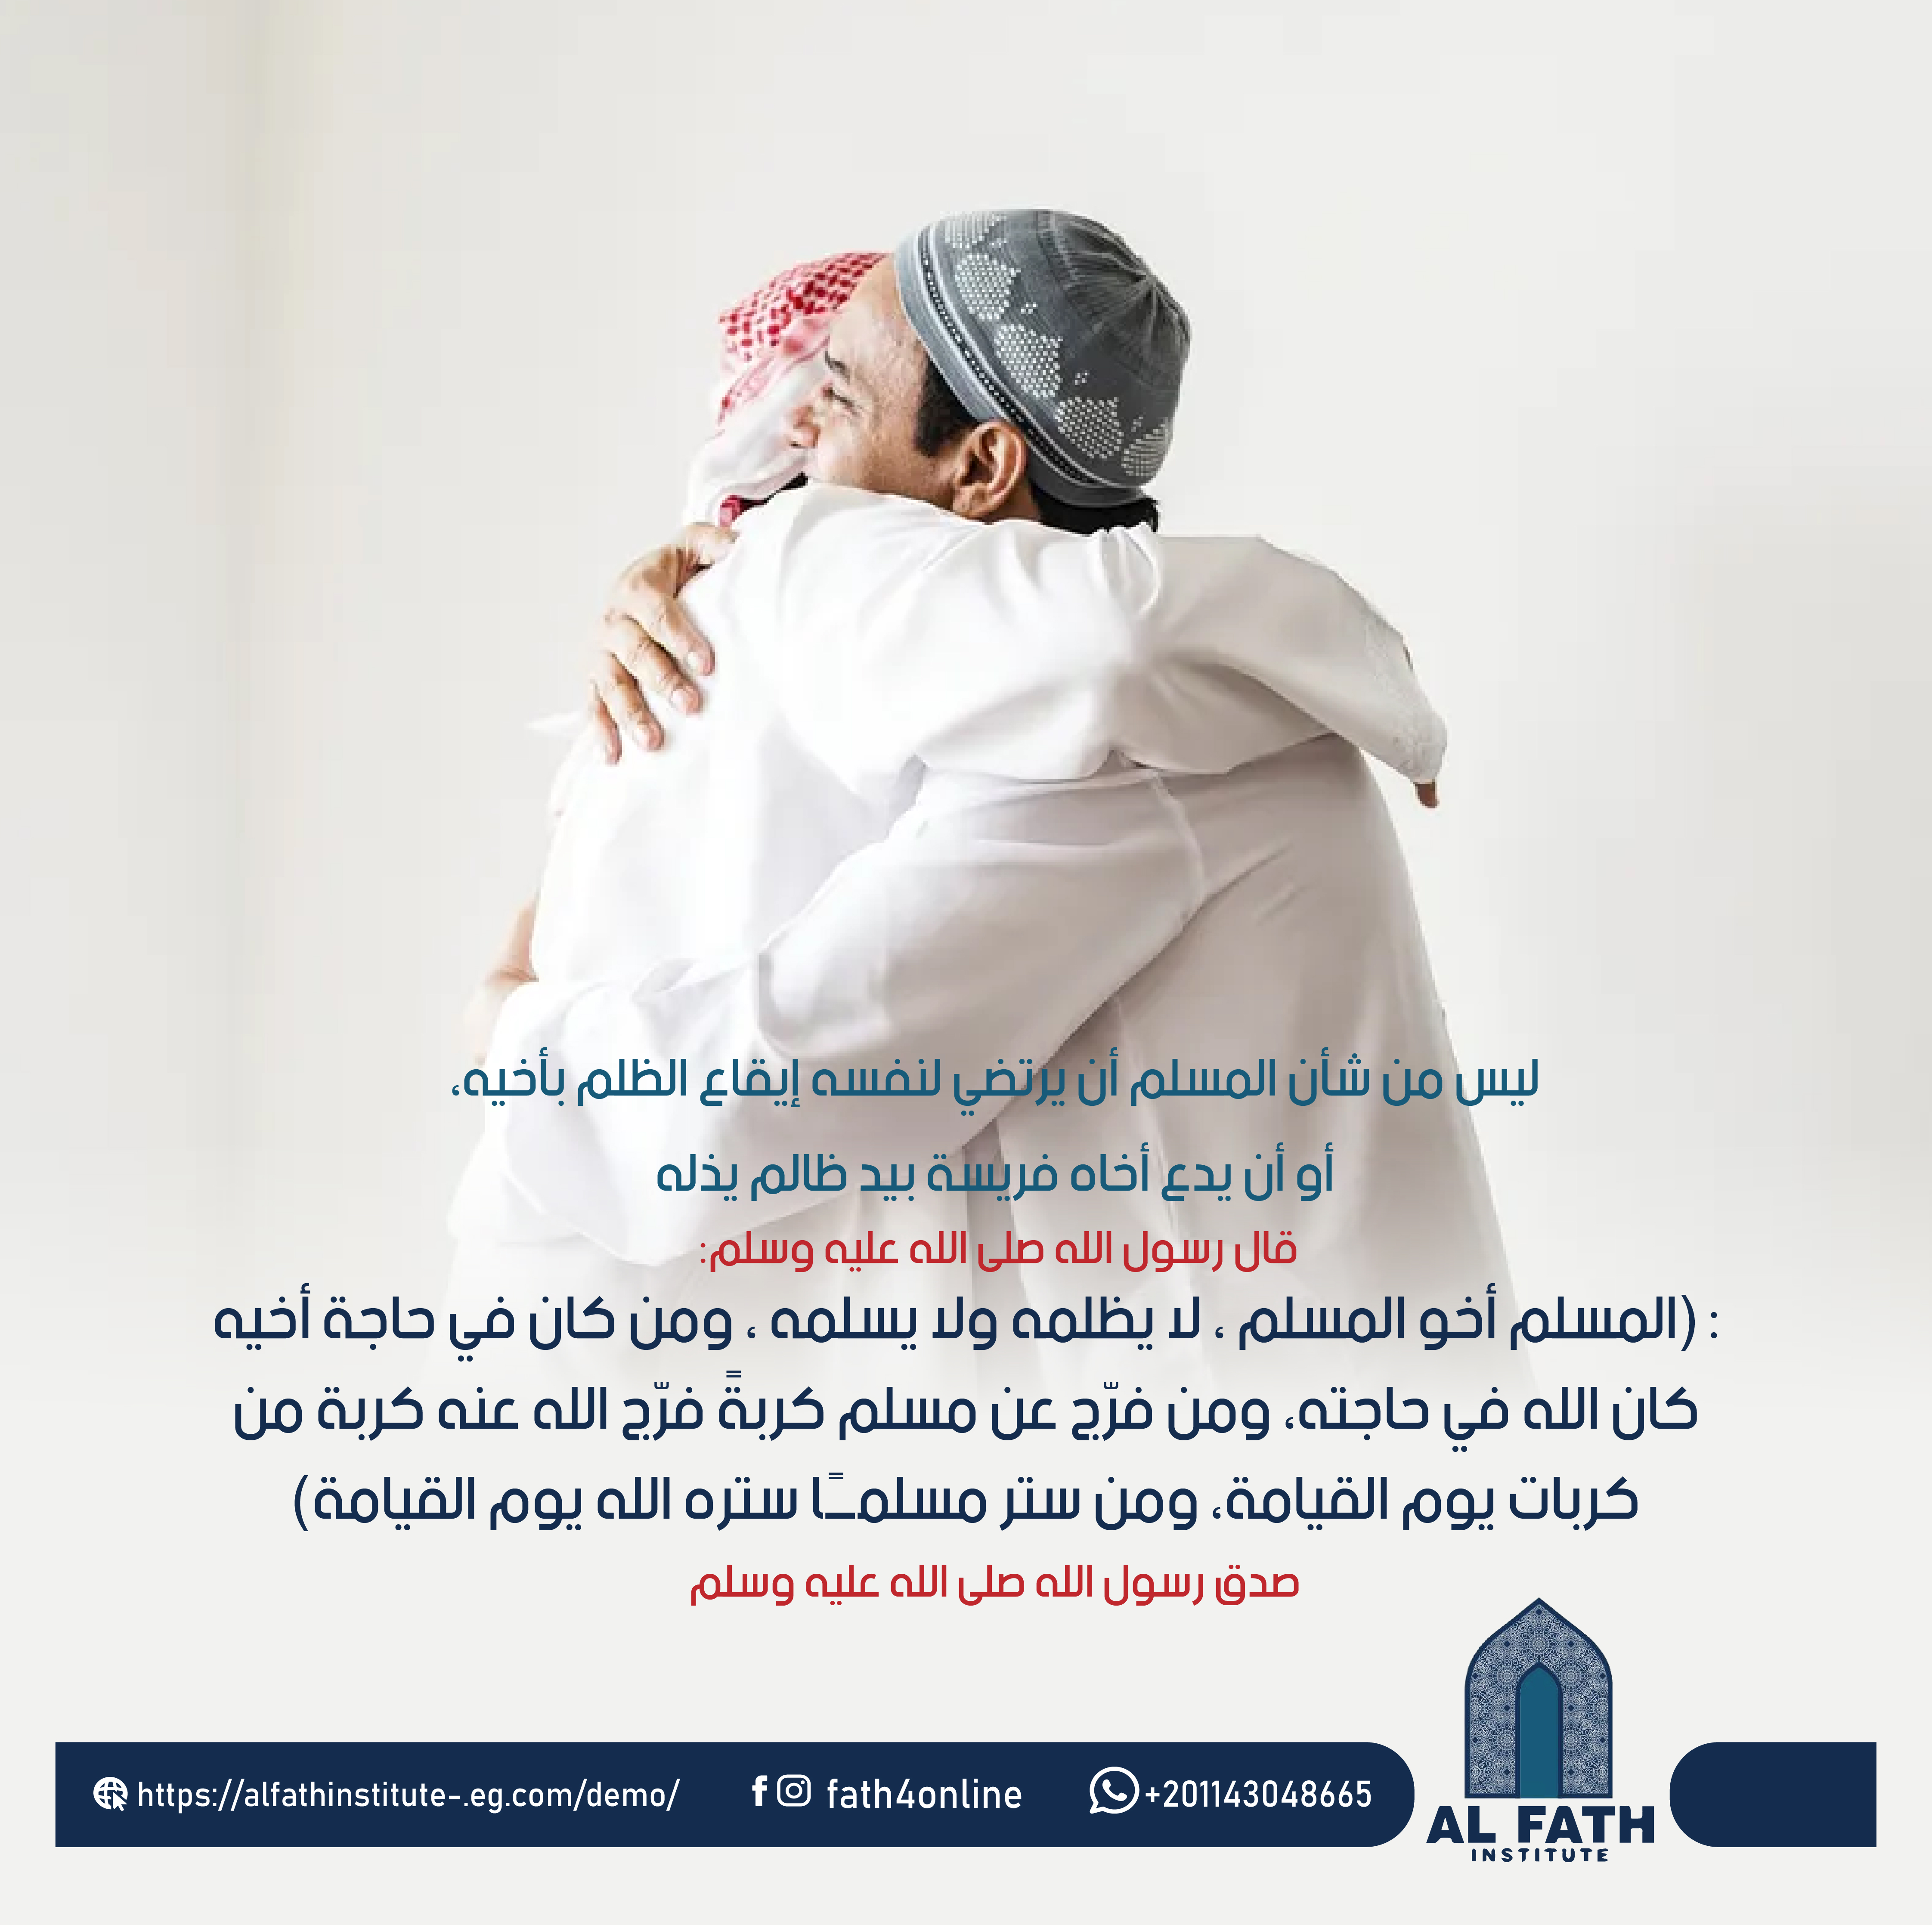 ليس من شأن المسلم أن يرتضي لنفسه إيقاع الظلم بأخيه،
أو أن يدع أخاه فريسة بيد ظالم يذله
قال رسول الله صلى الله عليه وسلم:
: (المسلم أخو المسلم ، لا يظلمه ولا يسلمه ، ومن كان في حاجة أخيه
كان الله في حاجته، ومن فرّج عن مسلم كربةً فرّج الله عنه كربة من
كربات يوم القيامة، ومن ستر مسلمــًا ستره الله يوم القيامة)
صدق رسول الله صلى الله عليه وسلم
https://alfathinstitute-.eg.com/demo/
fath4online
+201143048665
AL FATH
INSTITUTE